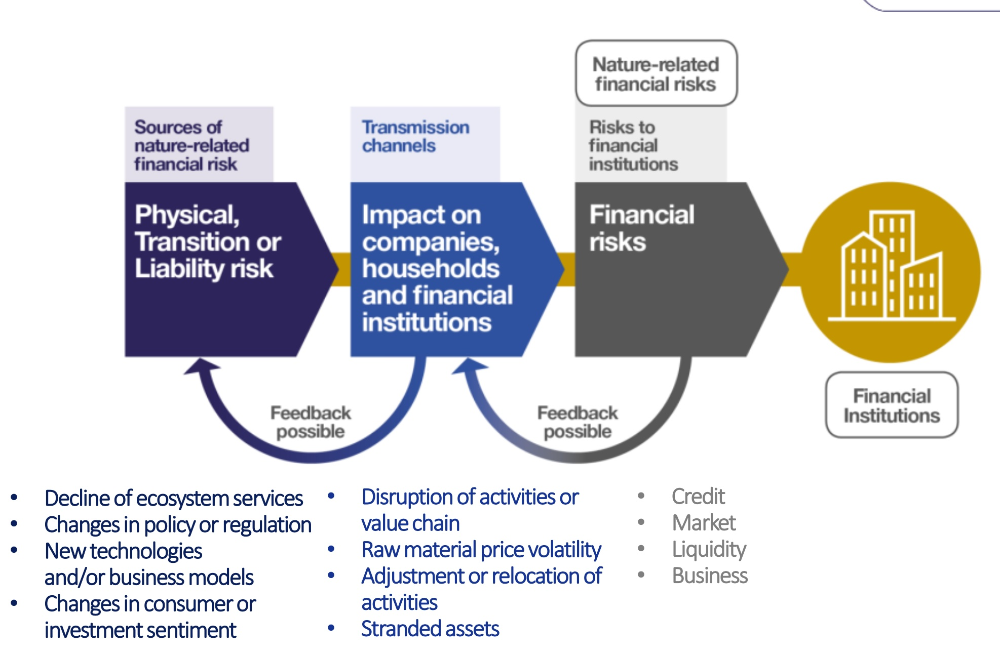 Nature-related
financial risks
Sources of
nature-related
financial risk
Transmission
channels
Risks to
financial
institutions
Physical,
Transition or
Liability risk
Impact on
companies,
households
and financial
institutions
Financial
risks
Feedback
possible
Feedback
possible
Financial
Institutions
• Decline of ecosystem services
• Changes in policy or regulation
• New technologies
and/or business models
• Changes in consumer or
investment sentiment
• Disruption of activities or
value chain
• Raw material price volatility
• Adjustment or relocation of
activities
• Stranded assets
• Credit
• Market
• Liquidity
• Business